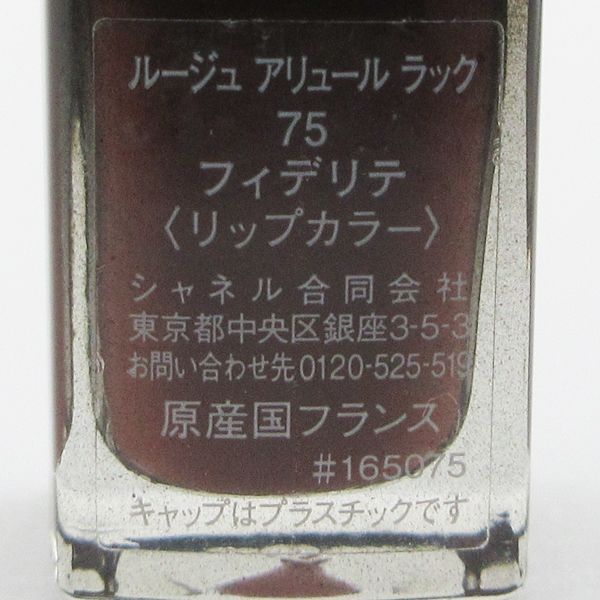 ルージュ アリュール ラック
75
フィデリテ
〈リップカラー〉
シャネル合同会社
東京都中央区銀座3-5-3
お問い合わせ先0120-525-519
原産国フランス
#165075
キャップはプラスチックです